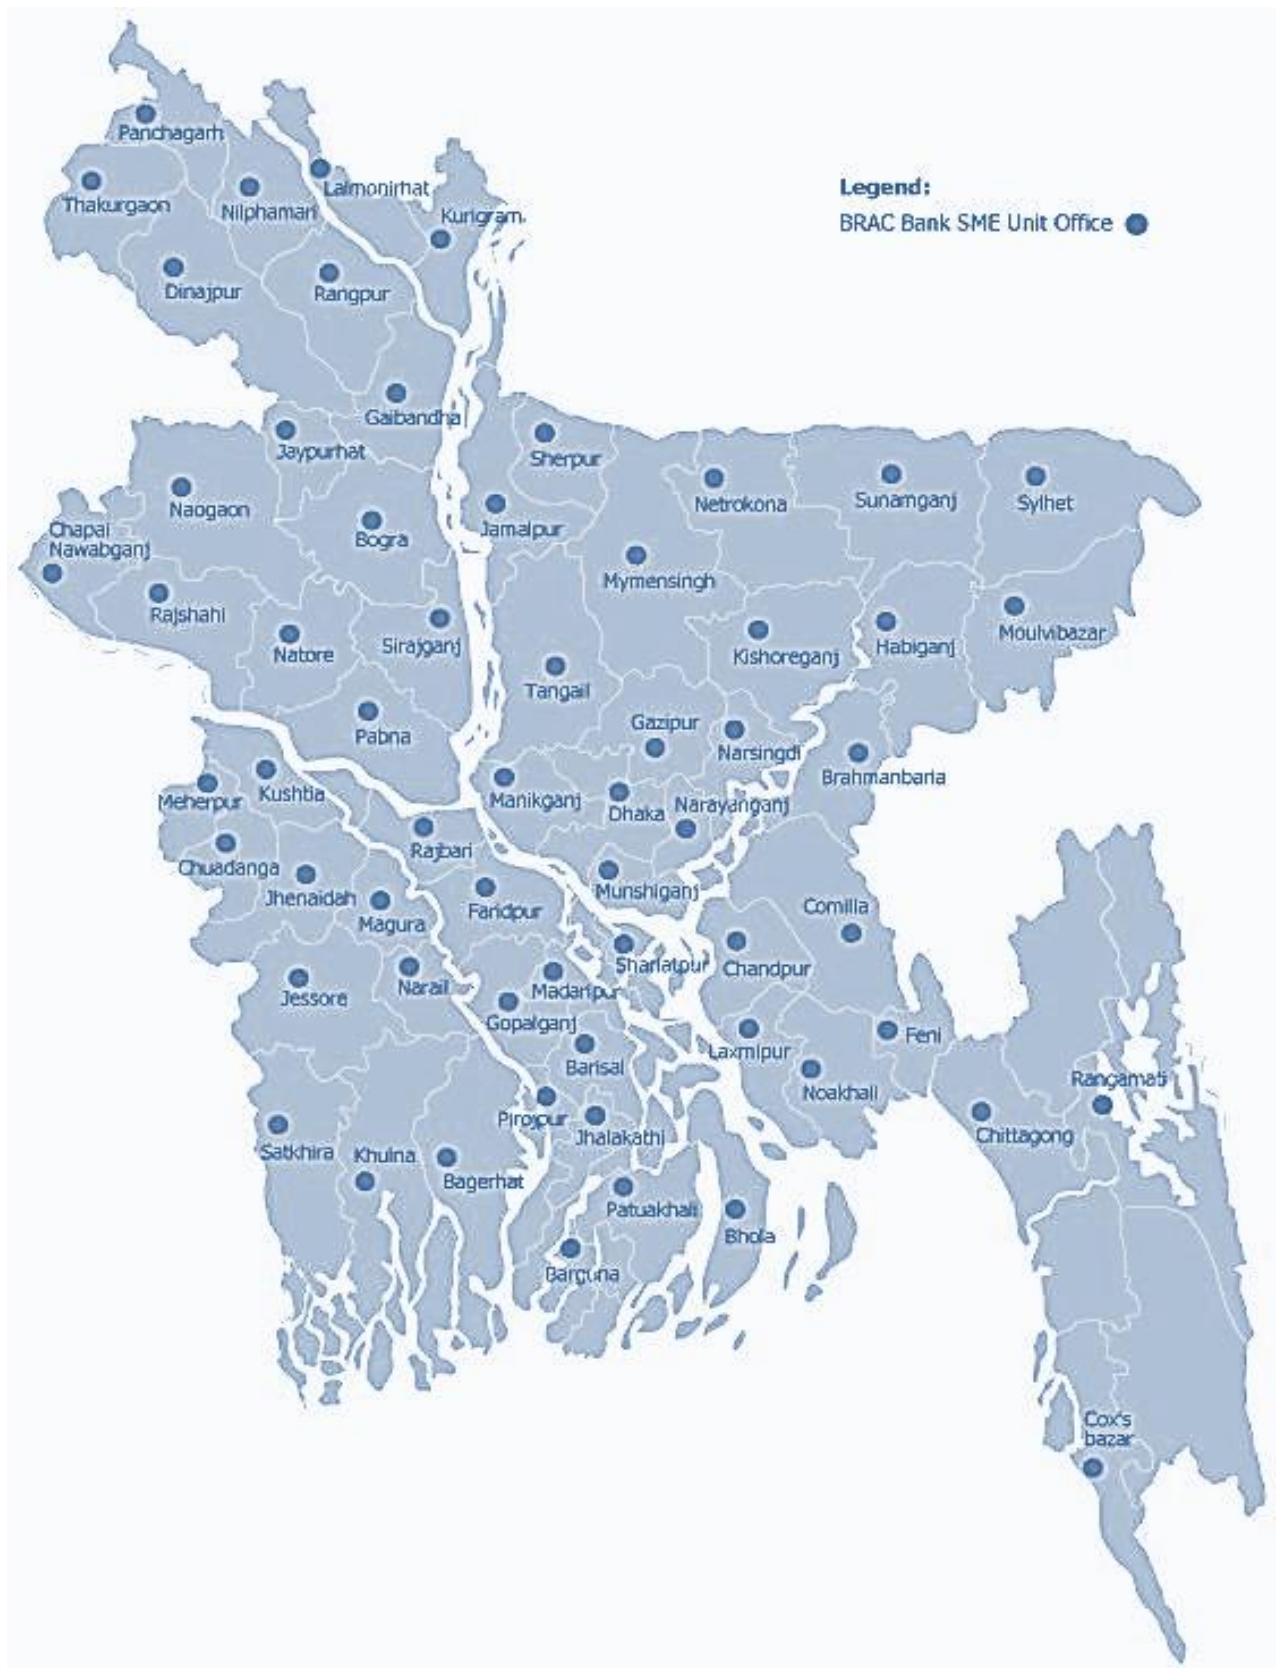 Panchagarh
Lalmonirhat
Legend:
Thakurgaon
Nilphamari
Kurigram
BRAC Bank SME Unit Office
Dinajpur
Rangpur
Gaibandha
Jaypurhat
Sherpur
Naogaon
Netrokona
Sunamganj
Sylhet
Chapai
Nawabganj
Bogra
Jamalpur
Mymensingh
Rajshahi
Natore
Sirajganj
Kishoreganj
Habiganj
Moulvibazar
Tangail
Pabna
Gazipur
Narsingdi
Brahmanbaria
Meherpur
Kushtia
Manikganj
Dhaka
Narayanganj
Rajbari
Chuadanga
Jhenaidah
Magura
Faridpur
Munshiganj
Comilla
Jessore
Narail
Shariatpur
Chandpur
Madaripur
Gopalganj
Laxmipur
Feni
Barisal
Noakhali
Rangamati
Pirojpur
Jhalakathi
Chittagong
Satkhira
Khulna
Bagerhat
Patuakhali
Bhola
Barguna
Cox's
bazar